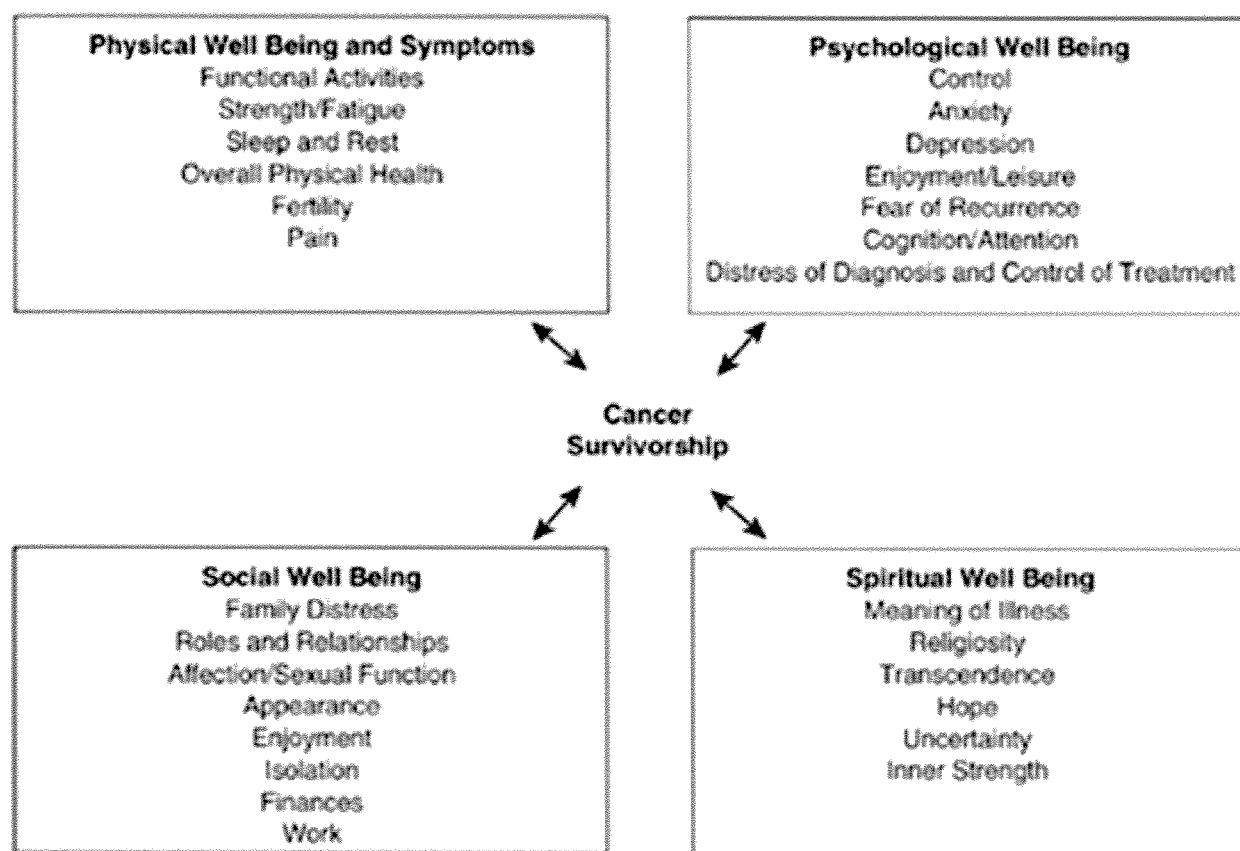 Physical Well Being and Symptoms
Functional Activities
Strength/Fatigue
Sleep and Rest
Overall Physical Health
Fertility
Pain
Psychological Well Being
Control
Anxiety
Depression
Enjoyment/Leisure
Fear of Recurrence
Cognition/Attention
Distress of Diagnosis and Control of Treatment
Cancer
Survivorship
Social Well Being
Family Distress
Roles and Relationships
Affection/Sexual Function
Appearance
Enjoyment
Isolation
Finances
Work
Spiritual Well Being
Meaning of Illness
Religiosity
Transcendence
Hope
Uncertainty
Inner Strength